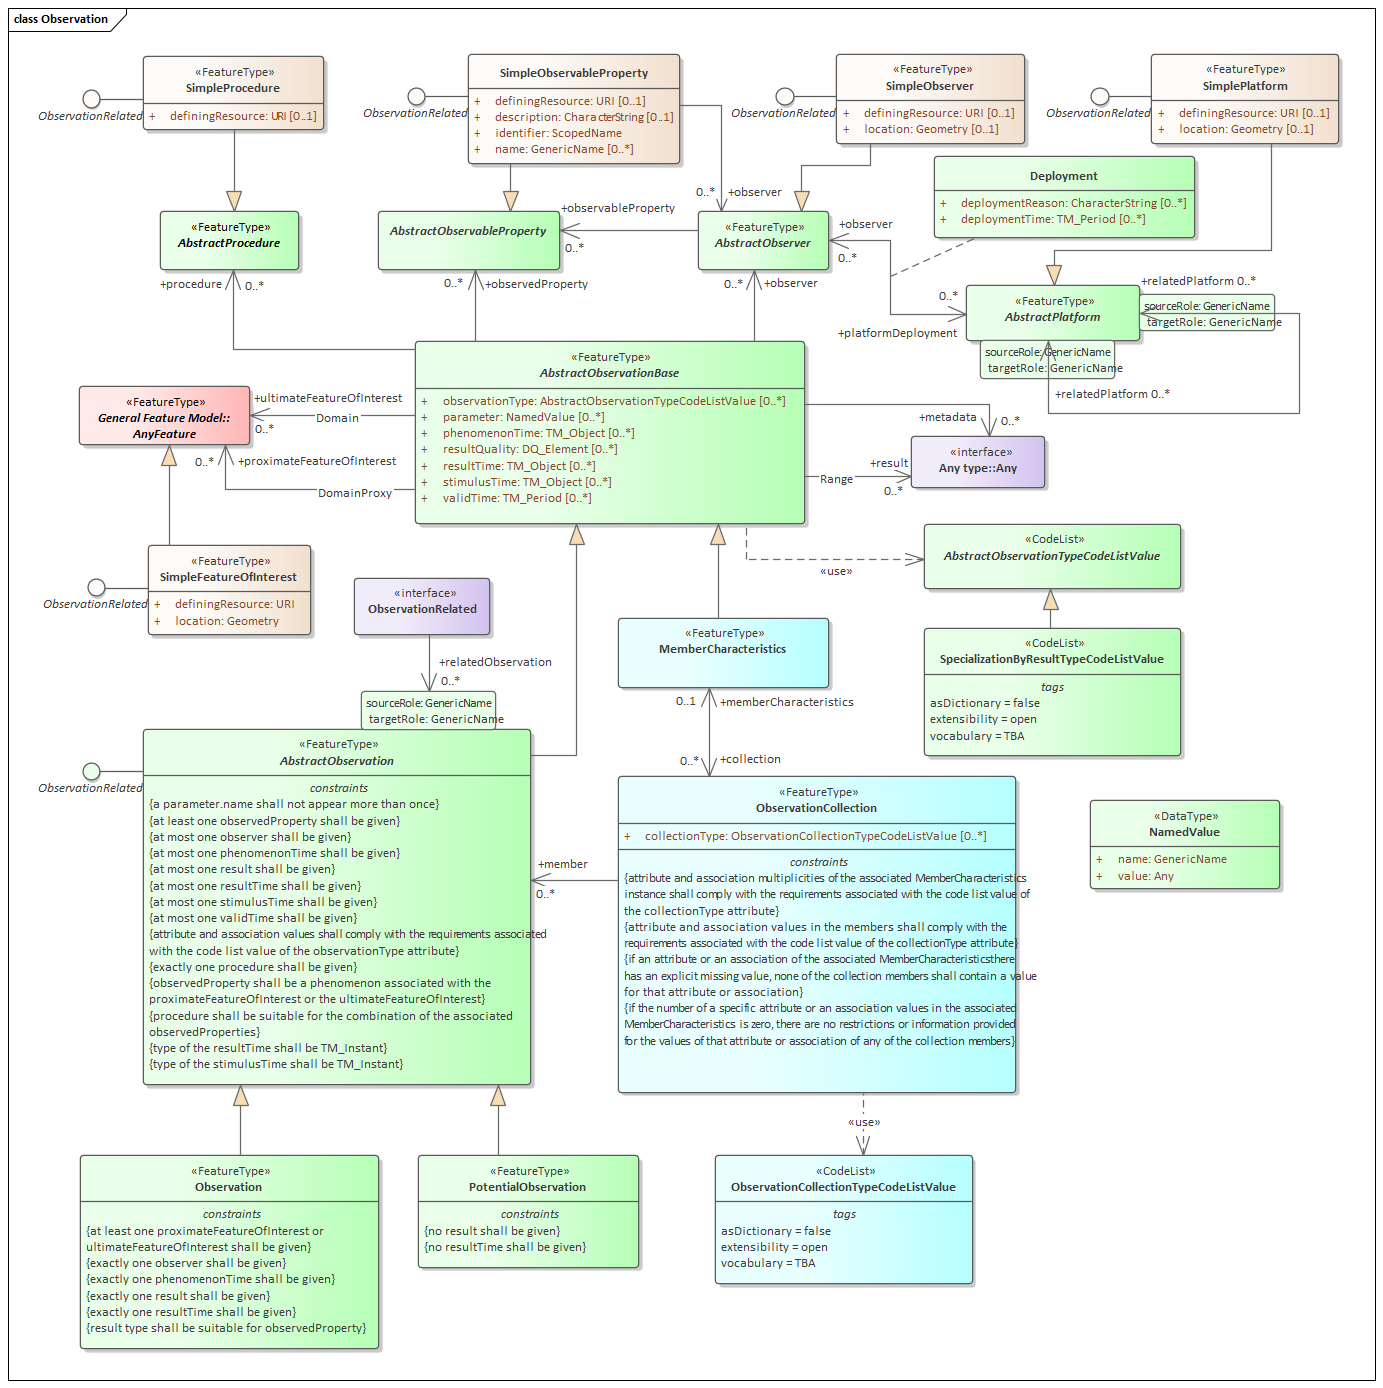 class Observation
«FeatureType»
SimpleProcedure
+ definingResource: URI [0..1]
ObservationRelated
SimpleObservableProperty
+ definingResource: URI [0..1]
+ description: CharacterString [0..1]
+ identifier: ScopedName
+ name: GenericName [0..*]
ObservationRelated
«FeatureType»
SimpleObserver
+ definingResource: URI [0..1]
+ location: Geometry [0..1]
ObservationRelated
«FeatureType»
SimplePlatform
+ definingResource: URI [0..1]
+ location: Geometry [0..1]
ObservationRelated
Deployment
+ deploymentReason: CharacterString [0..*]
+ deploymentTime: TM_Period [0..*]
0..*
+observer
«FeatureType»
AbstractProcedure
AbstractObservableProperty
+observableProperty
0..*
«FeatureType»
AbstractObserver
+observer
0..*
+procedure
0..*
0..*
+observedProperty
0..*
+observer
0..*
+platformDeployment
«FeatureType»
AbstractPlatform
+relatedPlatform 0..*
sourceRole: GenericName
targetRole: GenericName
sourceRole: GenericName
targetRole: GenericName
+relatedPlatform 0..*
«FeatureType»
AbstractObservationBase
+ observationType: AbstractObservationTypeCodeListValue [0..*]
+ parameter: NamedValue [0..*]
+ phenomenonTime: TM_Object [0..*]
+ resultQuality: DQ_Element [0..*]
+ resultTime: TM_Object [0..*]
+ stimulusTime: TM_Object [0..*]
+ validTime: TM_Period [0..*]
«FeatureType»
General Feature Model::
AnyFeature
+ultimateFeatureOfInterest
Domain
0..*
0..*
+proximateFeatureOfInterest
DomainProxy
+metadata
0..*
+result
Range
0..*
«interface»
Any type::Any
«FeatureType»
SimpleFeatureOfInterest
+ definingResource: URI
+ location: Geometry
ObservationRelated
«interface»
ObservationRelated
+relatedObservation
0..*
sourceRole: GenericName
targetRole: GenericName
«use»
«CodeList»
AbstractObservationTypeCodeListValue
«CodeList»
SpecializationByResultTypeCodeListValue
tags
asDictionary = false
extensibility = open
vocabulary = TBA
«FeatureType»
MemberCharacteristics
0..1
+memberCharacteristics
0..*
+collection
«FeatureType»
AbstractObservation
constraints
{a parameter.name shall not appear more than once}
{at least one observedProperty shall be given}
{at most one observer shall be given}
{at most one phenomenonTime shall be given}
{at most one result shall be given}
{at most one resultTime shall be given}
{at most one stimulusTime shall be given}
{at most one validTime shall be given}
{attribute and association values shall comply with the requirements associated
with the code list value of the observationType attribute}
{exactly one procedure shall be given}
{observedProperty shall be a phenomenon associated with the
proximateFeatureOfInterest or the ultimateFeatureOfInterest}
{procedure shall be suitable for the combination of the associated
observedProperties}
{type of the resultTime shall be TM_Instant}
{type of the stimulusTime shall be TM_Instant}
ObservationRelated
+member
0..*
«FeatureType»
ObservationCollection
+ collectionType: ObservationCollectionTypeCodeListValue [0..*]
constraints
{attribute and association multiplicities of the associated MemberCharacteristics
instance shall comply with the requirements associated with the code list value of
the collectionType attribute}
{attribute and association values in the members shall comply with the
requirements associated with the code list value of the collectionType attribute}
{if an attribute or an association of the associated MemberCharacteristicsthere
has an explicit missing value, none of the collection members shall contain a value
for that attribute or association}
{if the number of a specific attribute or an association values in the associated
MemberCharacteristics is zero, there are no restrictions or information provided
for the values of that attribute or association of any of the collection members}
«DataType»
NamedValue
+ name: GenericName
+ value: Any
«use»
«FeatureType»
Observation
constraints
{at least one proximateFeatureOfInterest or
ultimateFeatureOfInterest shall be given}
{exactly one observer shall be given}
{exactly one phenomenonTime shall be given}
{exactly one result shall be given}
{exactly one resultTime shall be given}
{result type shall be suitable for observedProperty}
«FeatureType»
PotentialObservation
constraints
{no result shall be given}
{no resultTime shall be given}
«CodeList»
ObservationCollectionTypeCodeListValue
tags
asDictionary = false
extensibility = open
vocabulary = TBA